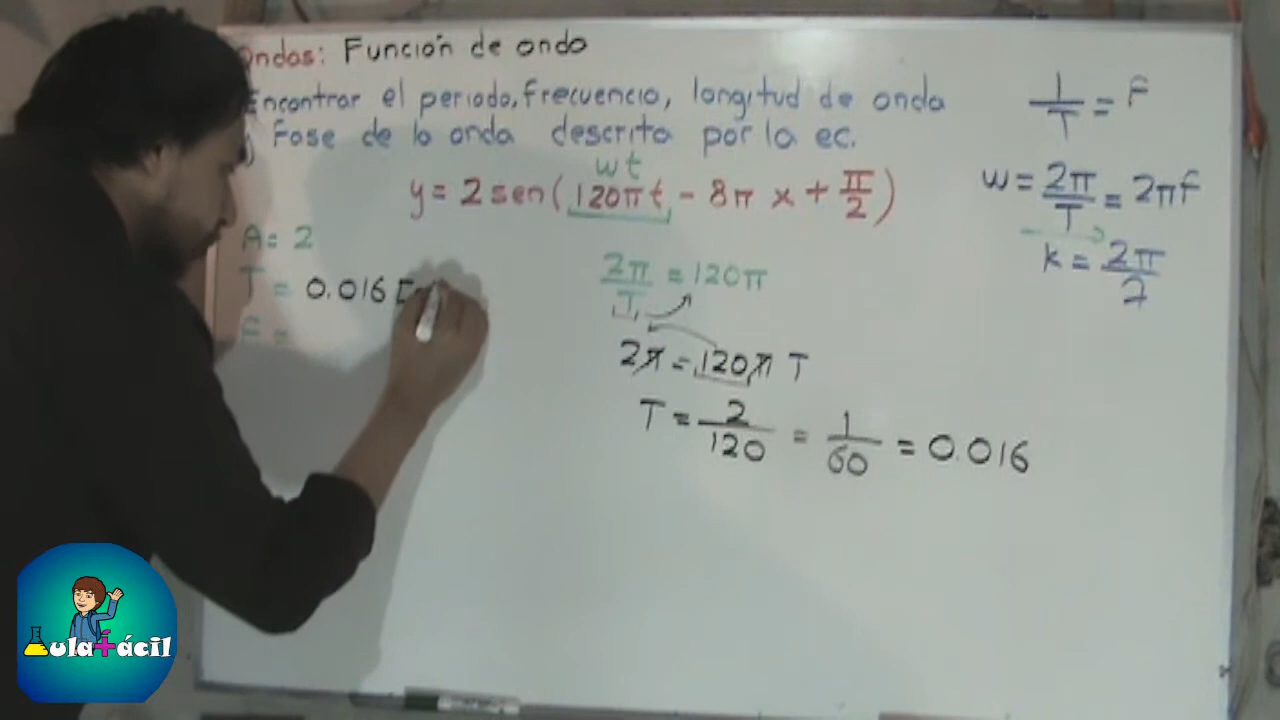 Ondas: Función de onda
Encontrar el periodo, frecuencia, longitud de onda
y fase de la onda descrita por la ec.
wt
y = 2 sen(120πt - 8π x + π/2)
A = 2
T = 0.016 [
F =
2π/T = 120π
2π = 120π T
T = 2/120 = 1/60 = 0.016
1/T = F
w = 2π/T = 2πf
k = 2π/λ
Aula+ácil